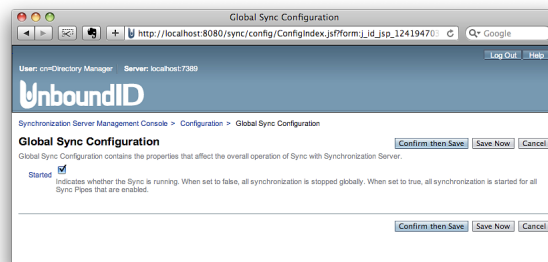 Global Sync Configuration
http://localhost:8080/sync/config/ConfigIndex.jsf?form:j_id_jsp_124194703
Google
Log Out Help
User: cn=Directory Manager Server: localhost:7389
UnboundID
Synchronization Server Management Console > Configuration > Global Sync Configuration
Global Sync Configuration
Confirm then Save Save Now Cancel
Global Sync Configuration contains the properties that affect the overall operation of Sync with Synchronization Server.
Started
Indicates whether the Sync is running. When set to false, all synchronization is stopped globally. When set to true, all synchronization is started for all
Sync Pipes that are enabled.
Confirm then Save Save Now Cancel